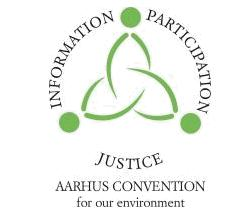 INFORMATION
PARTICIPATION
JUSTICE
AARHUS CONVENTION
for our environment